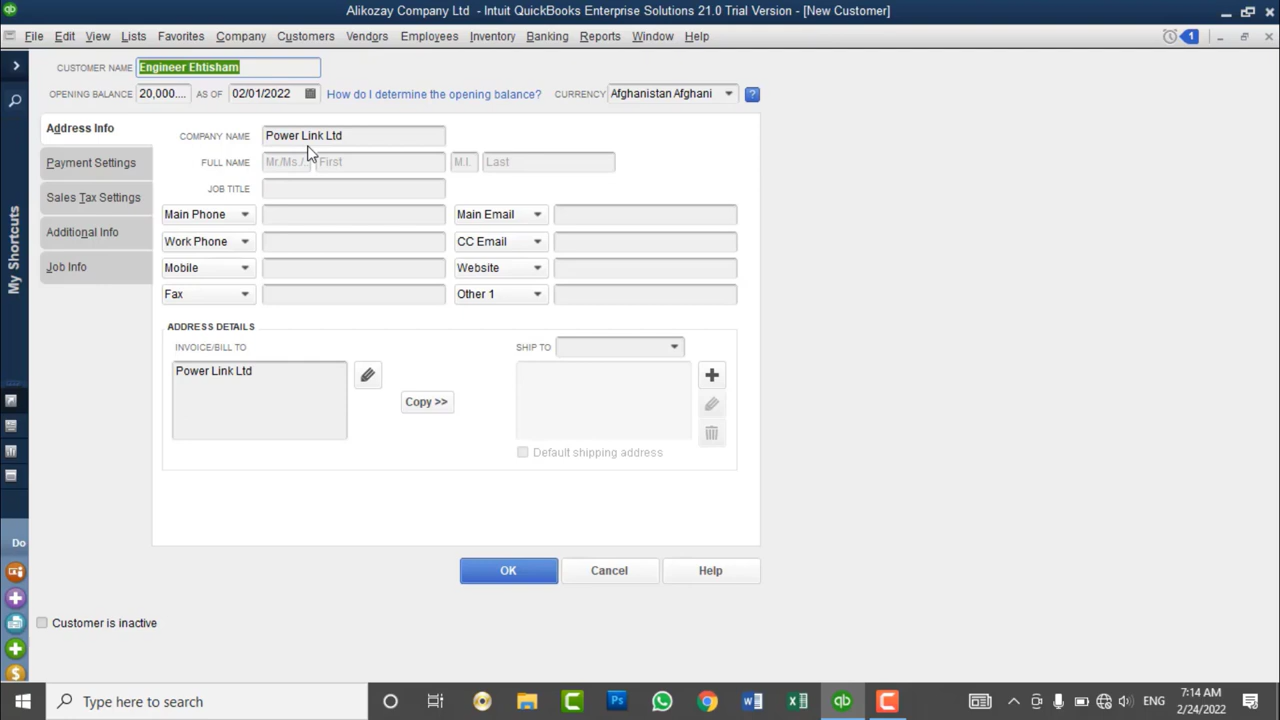 Alikozay Company Ltd - Intuit QuickBooks Enterprise Solutions 21.0 Trial Version - [New Customer]
File Edit View Lists Favorites Company Customers Vendors Employees Inventory Banking Reports Window Help 1
CUSTOMER NAME Engineer Ehtisham
OPENING BALANCE 20,000.... AS OF 02/01/2022 How do I determine the opening balance? CURRENCY Afghanistan Afghani ?
Address Info
Payment Settings
Sales Tax Settings
Additional Info
Job Info
COMPANY NAME Power Link Ltd
FULL NAME Mr./Ms./. First M.I. Last
JOB TITLE
Main Phone Main Email
Work Phone CC Email
Mobile Website
Fax Other 1
ADDRESS DETAILS
INVOICE/BILL TO SHIP TO
Power Link Ltd
Copy >>
Default shipping address
OK Cancel Help
Customer is inactive
My Shortcuts
Do
Type here to search
ENG 7:14 AM
2/24/2022